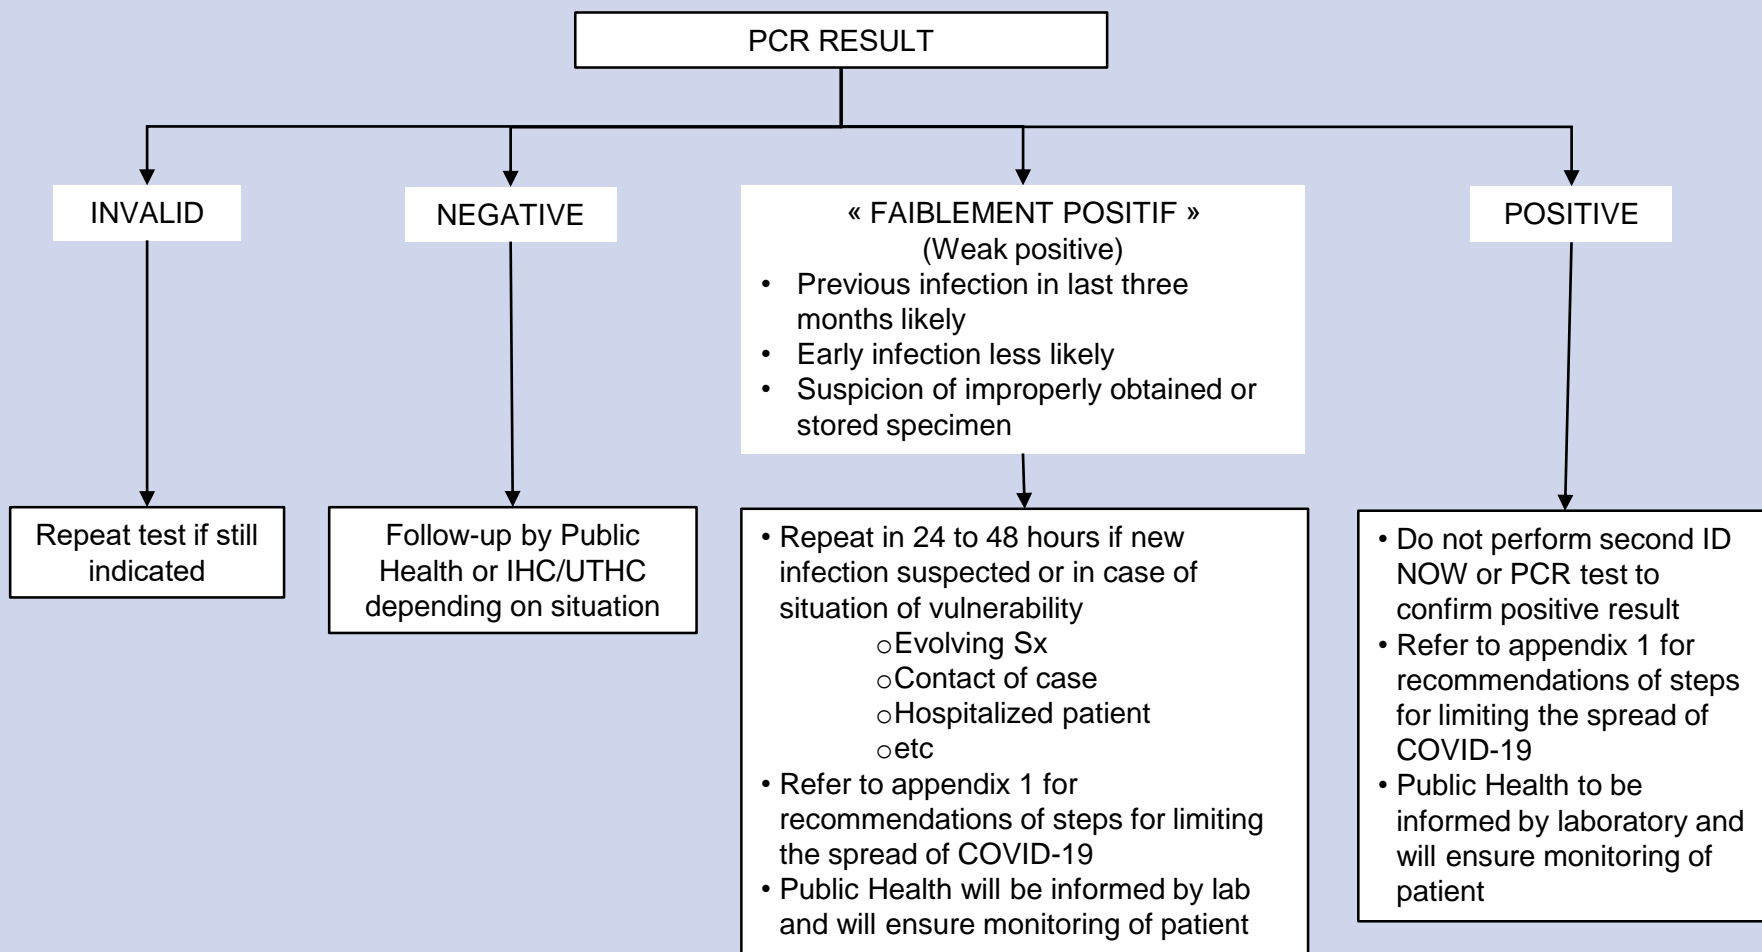 PCR RESULT
INVALID
NEGATIVE
« FAIBLEMENT POSITIF »
(Weak positive)
• Previous infection in last three
months likely
• Early infection less likely
• Suspicion of improperly obtained or
stored specimen
POSITIVE
Repeat test if still
indicated
Follow-up by Public
Health or IHC/UTHC
depending on situation
• Repeat in 24 to 48 hours if new
infection suspected or in case of
situation of vulnerability
o Evolving Sx
o Contact of case
o Hospitalized patient
o etc
• Refer to appendix 1 for
recommendations of steps for limiting
the spread of COVID-19
• Public Health will be informed by lab
and will ensure monitoring of patient
• Do not perform second ID
NOW or PCR test to
confirm positive result
• Refer to appendix 1 for
recommendations of steps
for limiting the spread of
COVID-19
• Public Health to be
informed by laboratory and
will ensure monitoring of
patient